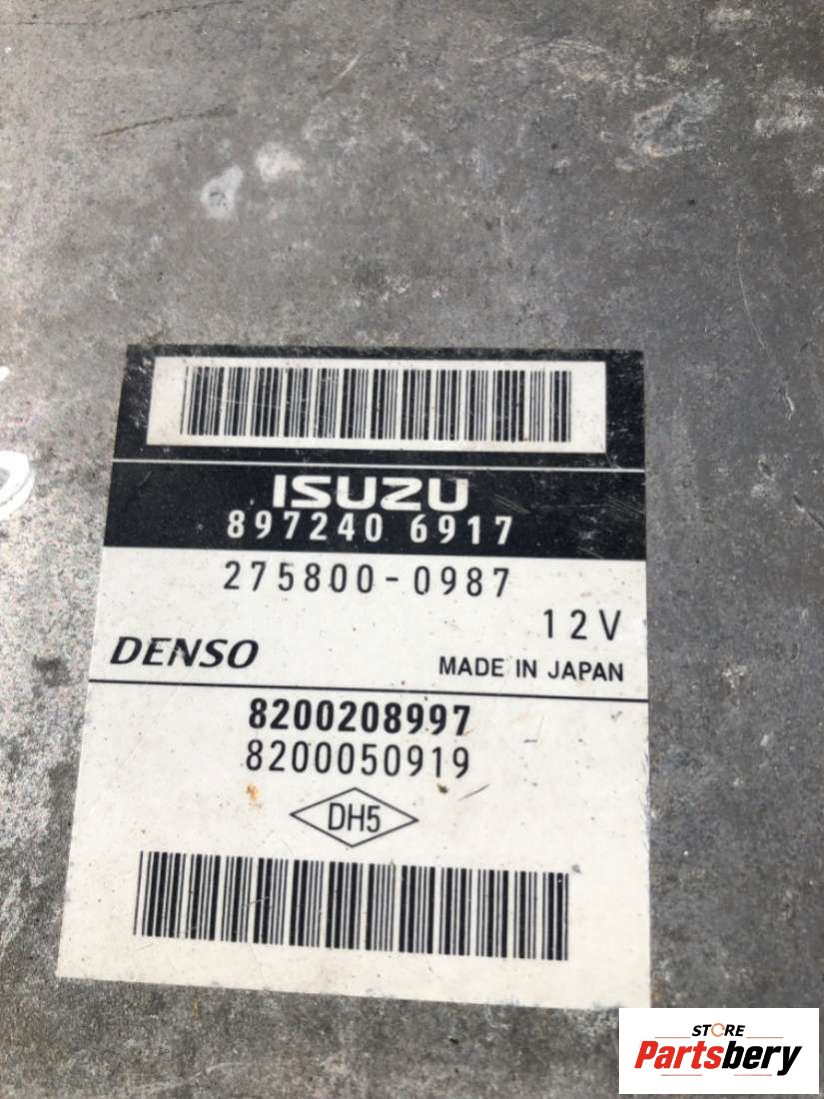 ISUZU
897240 6917
275800-0987
12V
DENSO
MADE IN JAPAN
8200208997
8200050919
DH5
STORE
Partsbery